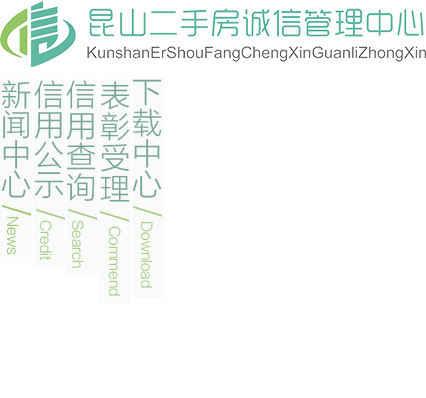 昆山二手房诚信管理中心
KunshanErShouFangChengXinGuanliZhongXin
新闻中心/News
信用公示/Credit
信用查询/Search
表彰受理/Commend
下载中心/Download